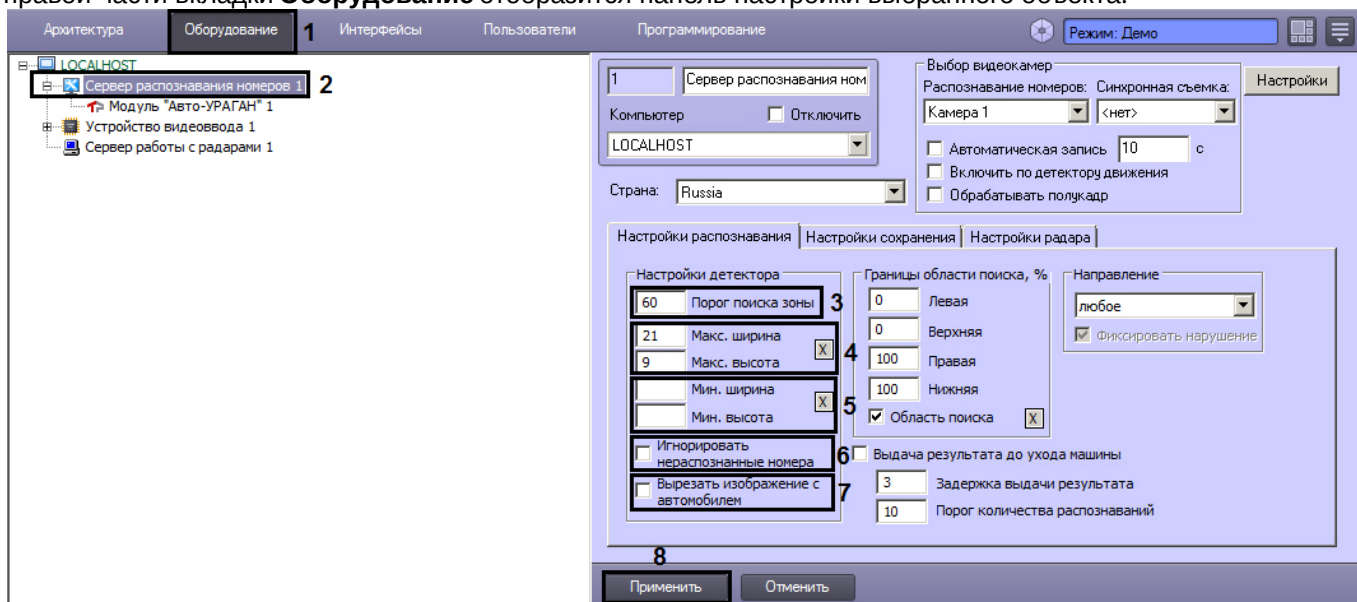 правой части вкладки Оборудование отобразится панель настройки выбранного объекта.
Архитектура Оборудование 1 Интерфейсы Пользователи Программирование Режим: Демо
LOCALHOST
Сервер распознавания номеров 1 2
Модуль "Авто-УРАГАН" 1
Устройство видеоввода 1
Сервер работы с радарами 1
1 Сервер распознавания ном
Компьютер Отключить
LOCALHOST
Страна: Russia
Выбор видеокамер
Распознавание номеров: Синхронная съемка:
Камера 1 <нет>
Автоматическая запись 10 с
Включить по детектору движения
Обрабатывать полукадр
Настройки
Настройки распознавания Настройки сохранения Настройки радара
Настройки детектора
60 Порог поиска зоны 3
21 Макс. ширина
9 Макс. высота
X 4
Мин. ширина
Мин. высота
X 5
Игнорировать
нераспознанные номера 6
Вырезать изображение с
автомобилем 7
Границы области поиска, %
0 Левая
0 Верхняя
100 Правая
100 Нижняя
Область поиска X
Направление
любое
Фиксировать нарушение
Выдача результата до ухода машины
3 Задержка выдачи результата
10 Порог количества распознаваний
8
Применить Отменить